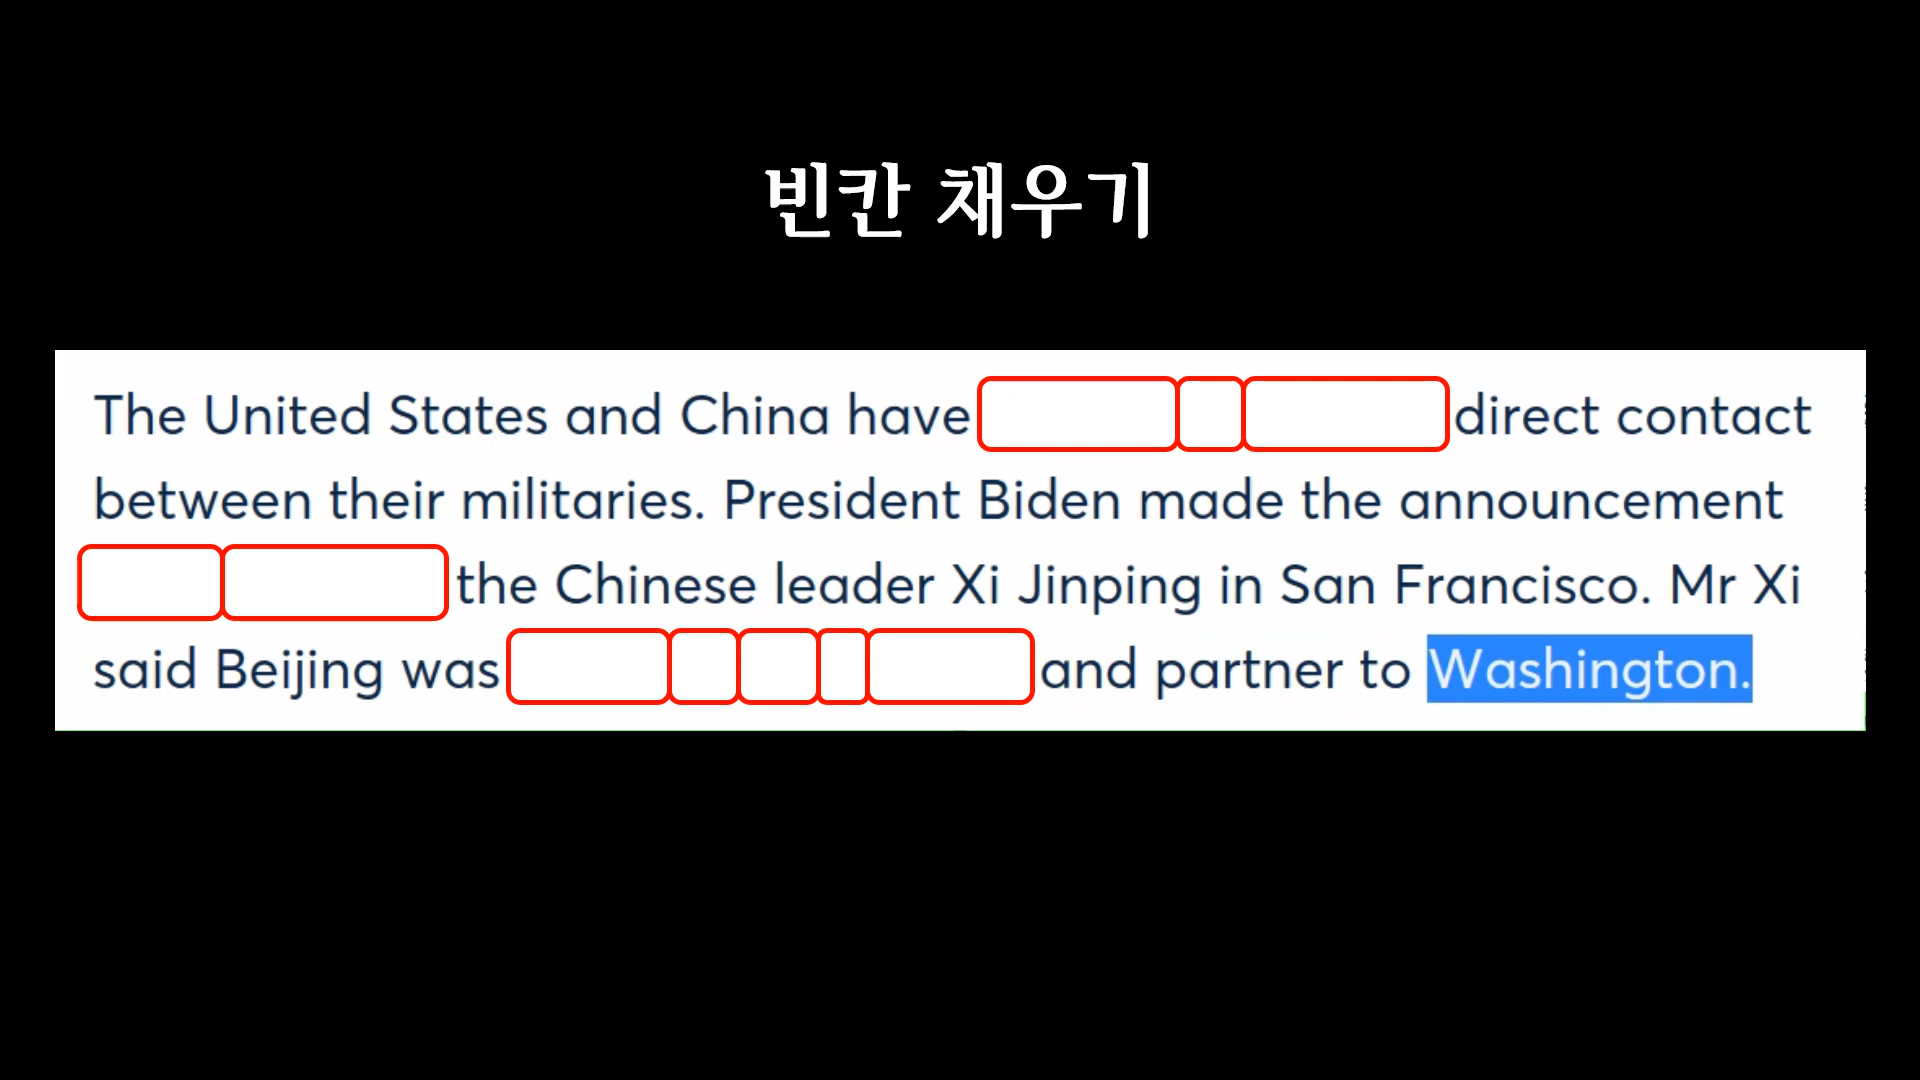 빈칸 채우기
The United States and China have direct contact
between their militaries. President Biden made the announcement
the Chinese leader Xi Jinping in San Francisco. Mr Xi
said Beijing was and partner to Washington.